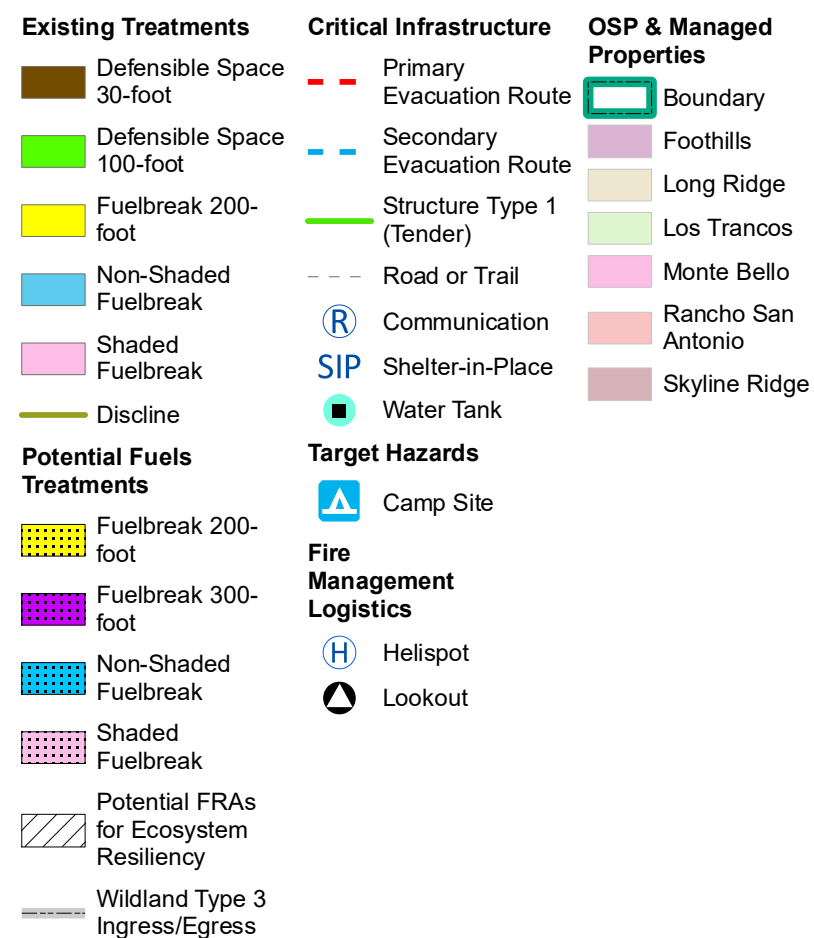 Existing Treatments
Defensible Space
30-foot
Defensible Space
100-foot
Fuelbreak 200-
foot
Non-Shaded
Fuelbreak
Shaded
Fuelbreak
Discline
Potential Fuels
Treatments
Fuelbreak 200-
foot
Fuelbreak 300-
foot
Non-Shaded
Fuelbreak
Shaded
Fuelbreak
Potential FRAs
for Ecosystem
Resiliency
Wildland Type 3
Ingress/Egress
Critical Infrastructure
Primary
Evacuation Route
Secondary
Evacuation Route
Structure Type 1
(Tender)
Road or Trail
R Communication
SIP Shelter-in-Place
Water Tank
Target Hazards
Camp Site
Fire
Management
Logistics
H Helispot
Lookout
OSP & Managed
Properties
Boundary
Foothills
Long Ridge
Los Trancos
Monte Bello
Rancho San
Antonio
Skyline Ridge